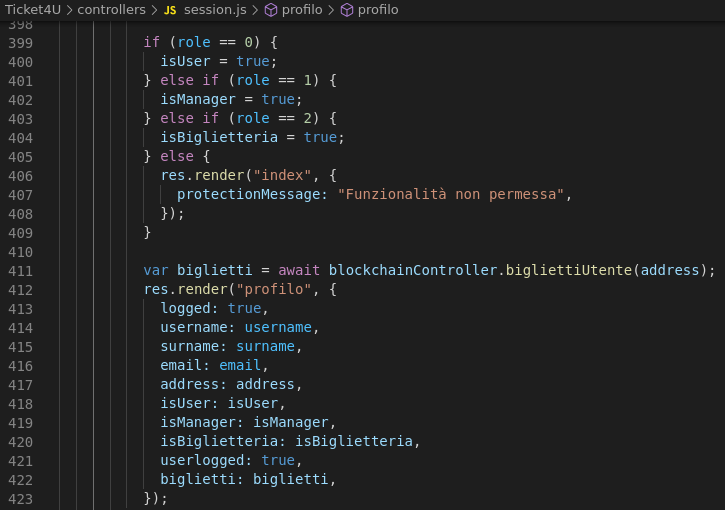 Ticket4U > controllers > JS session.js > profilo > profilo
398
399 if (role == 0) {
400 isUser = true;
401 } else if (role == 1) {
402 isManager = true;
403 } else if (role == 2) {
404 isBiglietteria = true;
405 } else {
406 res.render("index", {
407 protectionMessage: "Funzionalità non permessa",
408 });
409 }
410
411 var biglietti = await blockchainController.bigliettiUtente(address);
412 res.render("profilo", {
413 logged: true,
414 username: username,
415 surname: surname,
416 email: email,
417 address: address,
418 isUser: isUser,
419 isManager: isManager,
420 isBiglietteria: isBiglietteria,
421 userlogged: true,
422 biglietti: biglietti,
423 });